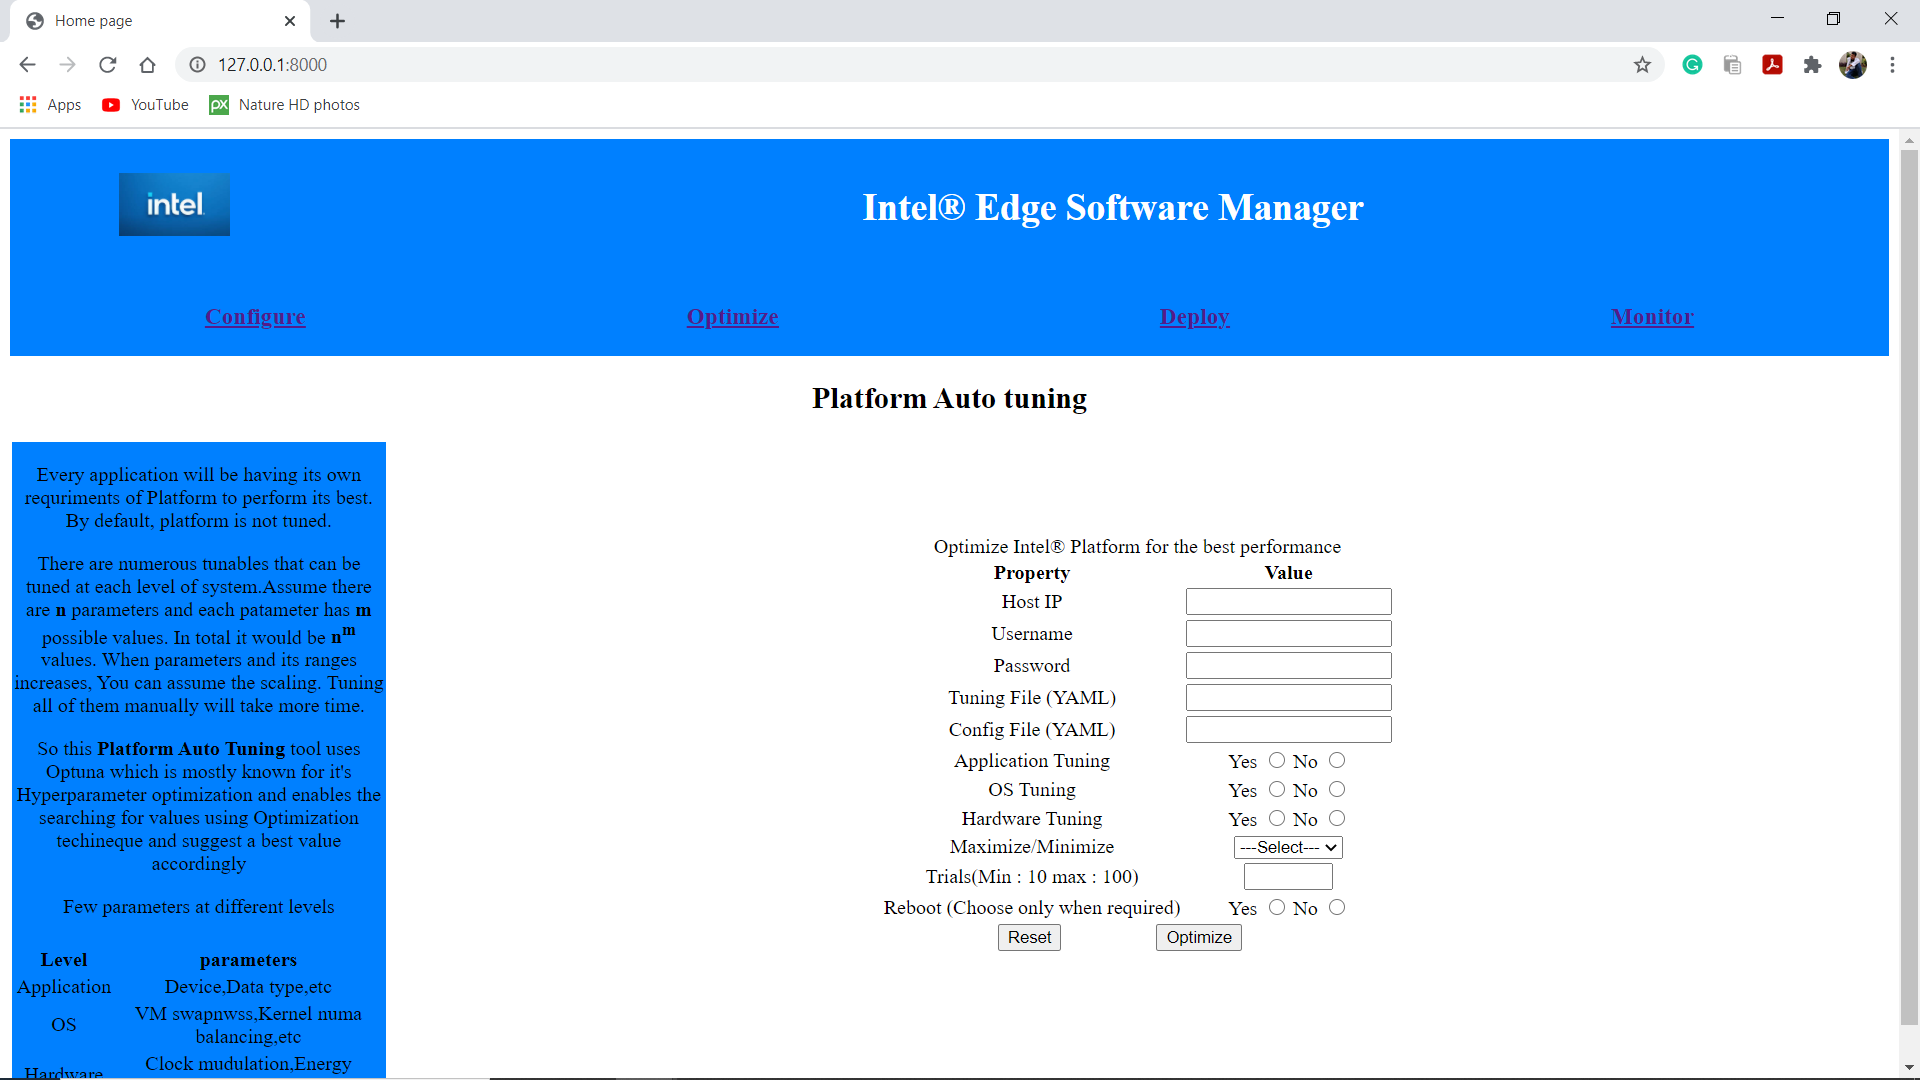 Home page
127.0.0.1:8000
Apps YouTube Nature HD photos
intel
Intel® Edge Software Manager
Configure Optimize Deploy Monitor
Platform Auto tuning
Every application will be having its own
requriments of Platform to perform its best.
By default, platform is not tuned.
There are numerous tunables that can be
tuned at each level of system.Assume there
are n parameters and each patameter has m
possible values. In total it would be n^m
values. When parameters and its ranges
increases, You can assume the scaling. Tuning
all of them manually will take more time.
So this Platform Auto Tuning tool uses
Optuna which is mostly known for it's
Hyperparameter optimization and enables the
searching for values using Optimization
techineque and suggest a best value
accordingly
Few parameters at different levels
Level parameters
Application Device,Data type,etc
OS VM swapnwss,Kernel numa
balancing,etc
Hardware Clock mudulation,Energy
Optimize Intel® Platform for the best performance
Property Value
Host IP
Username
Password
Tuning File (YAML)
Config File (YAML)
Application Tuning Yes No
OS Tuning Yes No
Hardware Tuning Yes No
Maximize/Minimize ---Select---
Trials(Min : 10 max : 100)
Reboot (Choose only when required) Yes No
Reset Optimize